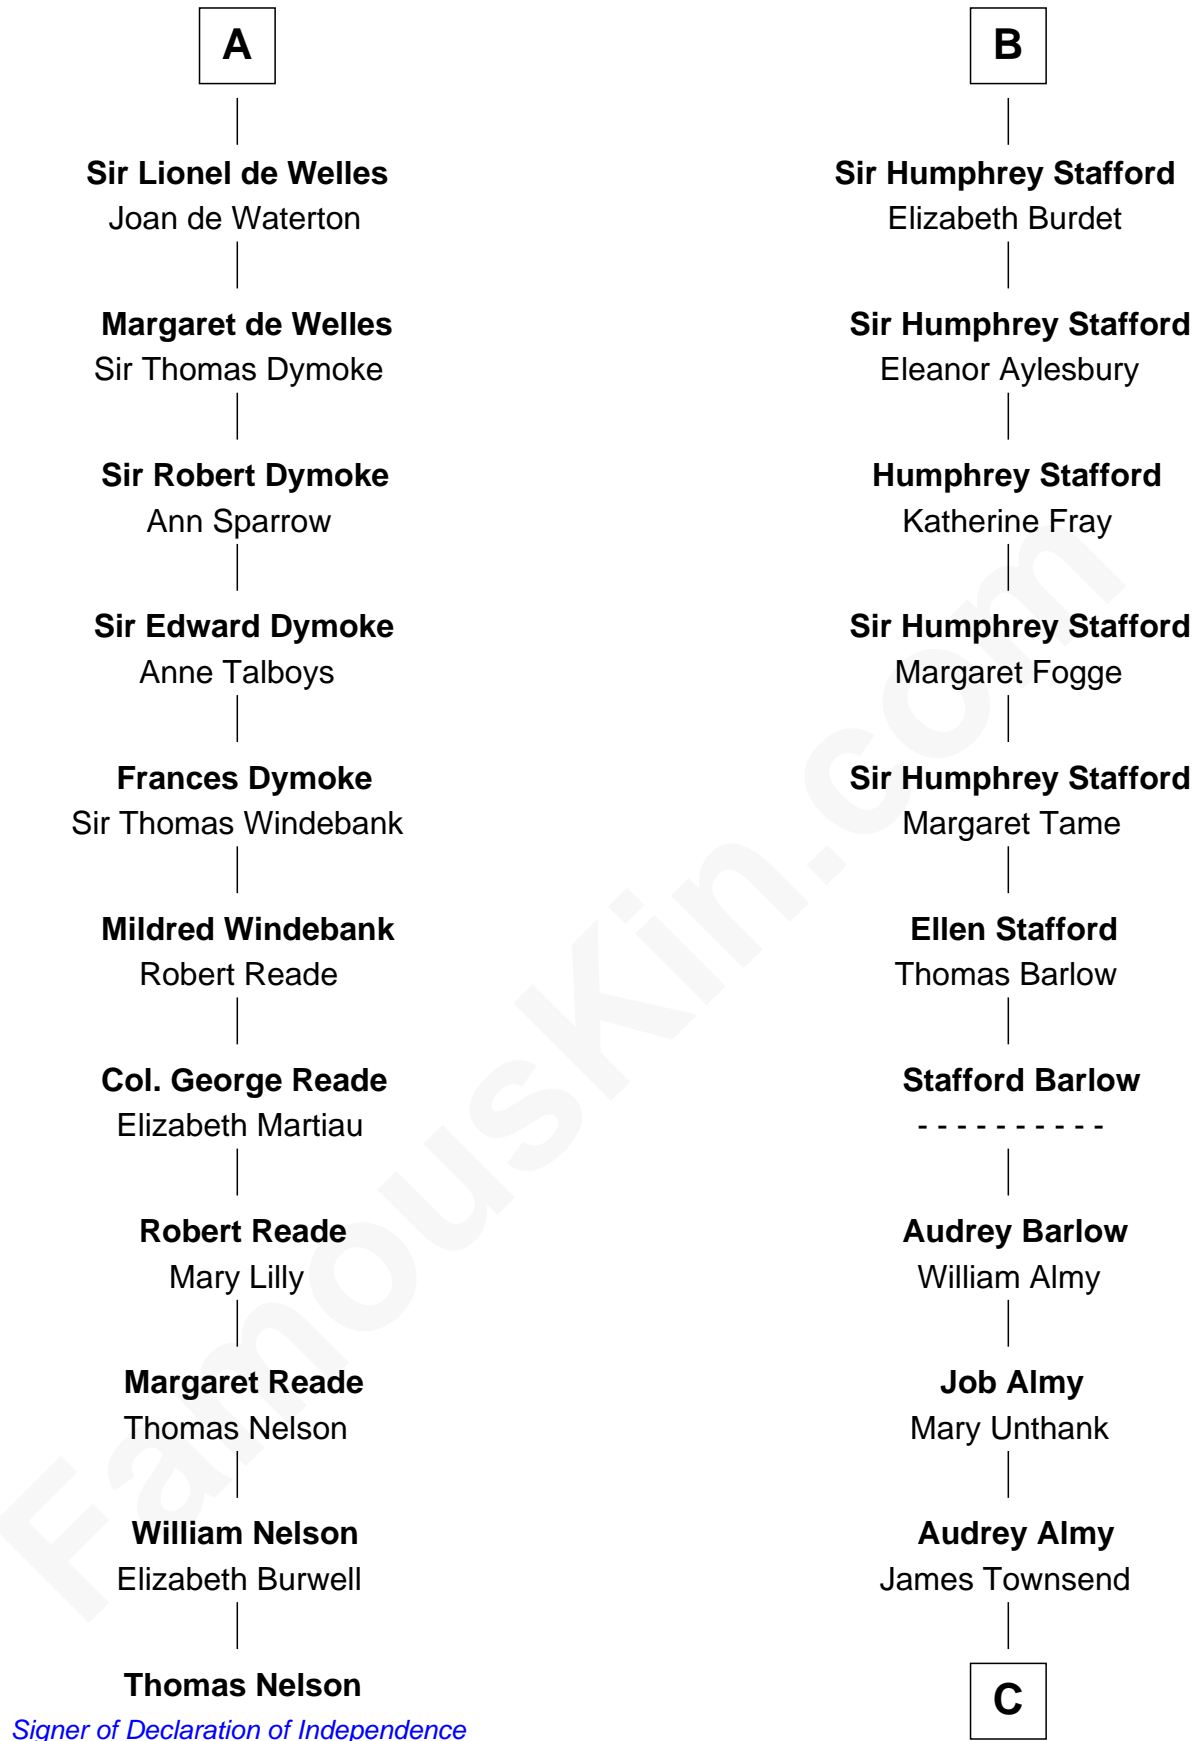 A
Sir Lionel de Welles
Joan de Waterton
Margaret de Welles
Sir Thomas Dymoke
Sir Robert Dymoke
Ann Sparrow
Sir Edward Dymoke
Anne Talboys
Frances Dymoke
Sir Thomas Windebank
Mildred Windebank
Robert Reade
Col. George Reade
Elizabeth Martiau
Robert Reade
Mary Lilly
Margaret Reade
Thomas Nelson
William Nelson
Elizabeth Burwell
Thomas Nelson
Signer of Declaration of Independence
B
Sir Humphrey Stafford
Elizabeth Burdet
Sir Humphrey Stafford
Eleanor Aylesbury
Humphrey Stafford
Katherine Fray
Sir Humphrey Stafford
Margaret Fogge
Sir Humphrey Stafford
Margaret Tame
Ellen Stafford
Thomas Barlow
Stafford Barlow
- - - - - - - - - -
Audrey Barlow
William Almy
Job Almy
Mary Unthank
Audrey Almy
James Townsend
C
FamousKin.com